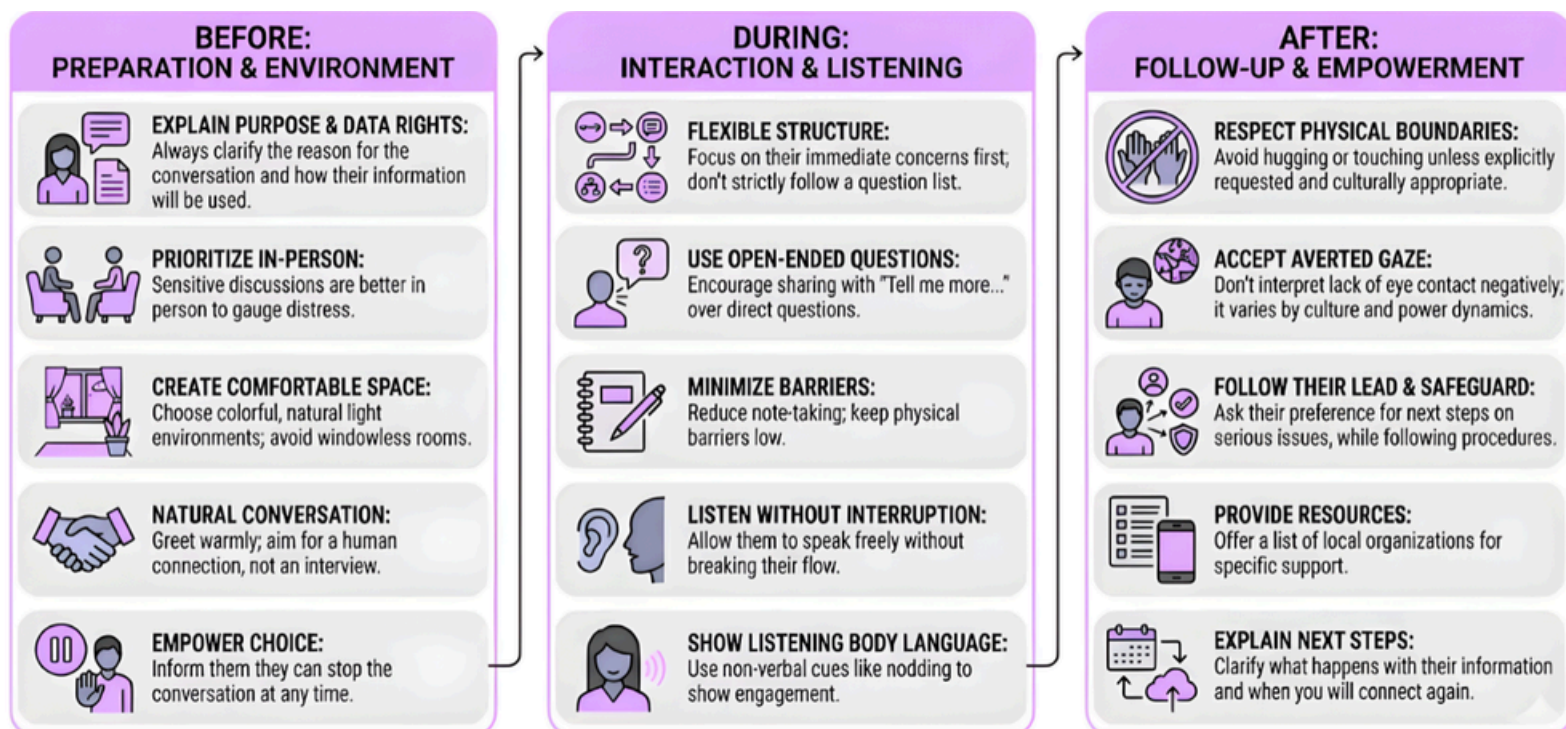 BEFORE:
PREPARATION & ENVIRONMENT
EXPLAIN PURPOSE & DATA RIGHTS:
Always clarify the reason for the
conversation and how their information
will be used.
PRIORITIZE IN-PERSON:
Sensitive discussions are better in
person to gauge distress.
CREATE COMFORTABLE SPACE:
Choose colorful, natural light
environments; avoid windowless rooms.
NATURAL CONVERSATION:
Greet warmly; aim for a human
connection, not an interview.
EMPOWER CHOICE:
Inform them they can stop the
conversation at any time.
DURING:
INTERACTION & LISTENING
FLEXIBLE STRUCTURE:
Focus on their immediate concerns first;
don't strictly follow a question list.
?
USE OPEN-ENDED QUESTIONS:
Encourage sharing with "Tell me more..."
over direct questions.
MINIMIZE BARRIERS:
Reduce note-taking; keep physical
barriers low.
LISTEN WITHOUT INTERRUPTION:
Allow them to speak freely without
breaking their flow.
SHOW LISTENING BODY LANGUAGE:
Use non-verbal cues like nodding to
show engagement.
AFTER:
FOLLOW-UP & EMPOWERMENT
RESPECT PHYSICAL BOUNDARIES:
Avoid hugging or touching unless explicitly
requested and culturally appropriate.
ACCEPT AVERTED GAZE:
Don't interpret lack of eye contact negatively;
it varies by culture and power dynamics.
FOLLOW THEIR LEAD & SAFEGUARD:
Ask their preference for next steps on
serious issues, while following procedures.
PROVIDE RESOURCES:
Offer a list of local organizations for
specific support.
EXPLAIN NEXT STEPS:
Clarify what happens with their information
and when you will connect again.